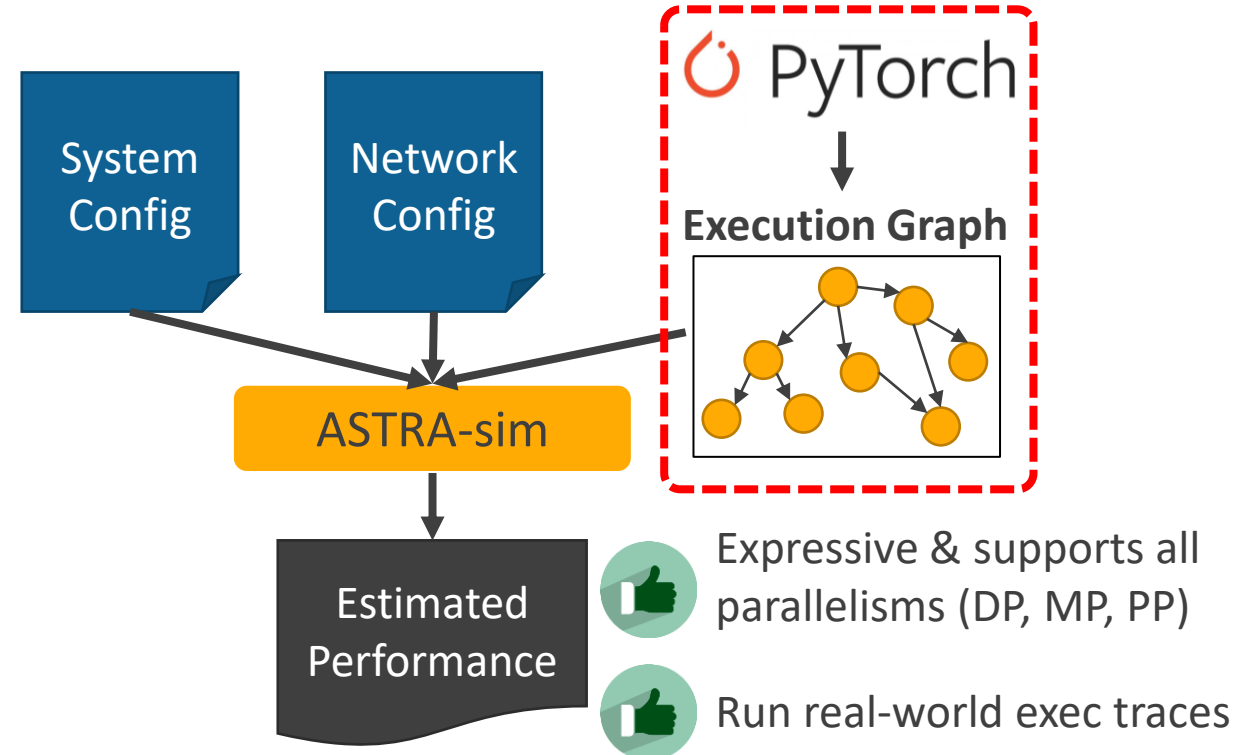 PyTorch
System
Config
Network
Config
Execution Graph
ASTRA-sim
Estimated
Performance
Expressive & supports all
parallelisms (DP, MP, PP)
Run real-world exec traces